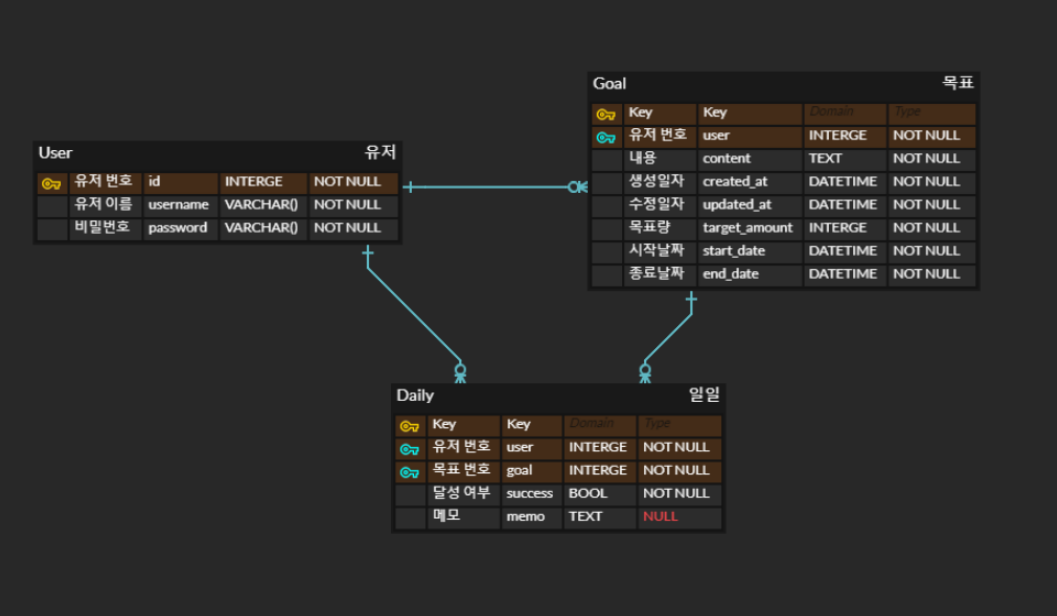 User 유저
유저 번호 id INTERGE NOT NULL
유저 이름 username VARCHAR() NOT NULL
비밀번호 password VARCHAR() NOT NULL
Goal 목표
Key Key Domain Type
유저 번호 user INTERGE NOT NULL
내용 content TEXT NOT NULL
생성일자 created_at DATETIME NOT NULL
수정일자 updated_at DATETIME NOT NULL
목표량 target_amount INTERGE NOT NULL
시작날짜 start_date DATETIME NOT NULL
종료날짜 end_date DATETIME NOT NULL
Daily 일일
Key Key Domain Type
유저 번호 user INTERGE NOT NULL
목표 번호 goal INTERGE NOT NULL
달성 여부 success BOOL NOT NULL
메모 memo TEXT NULL